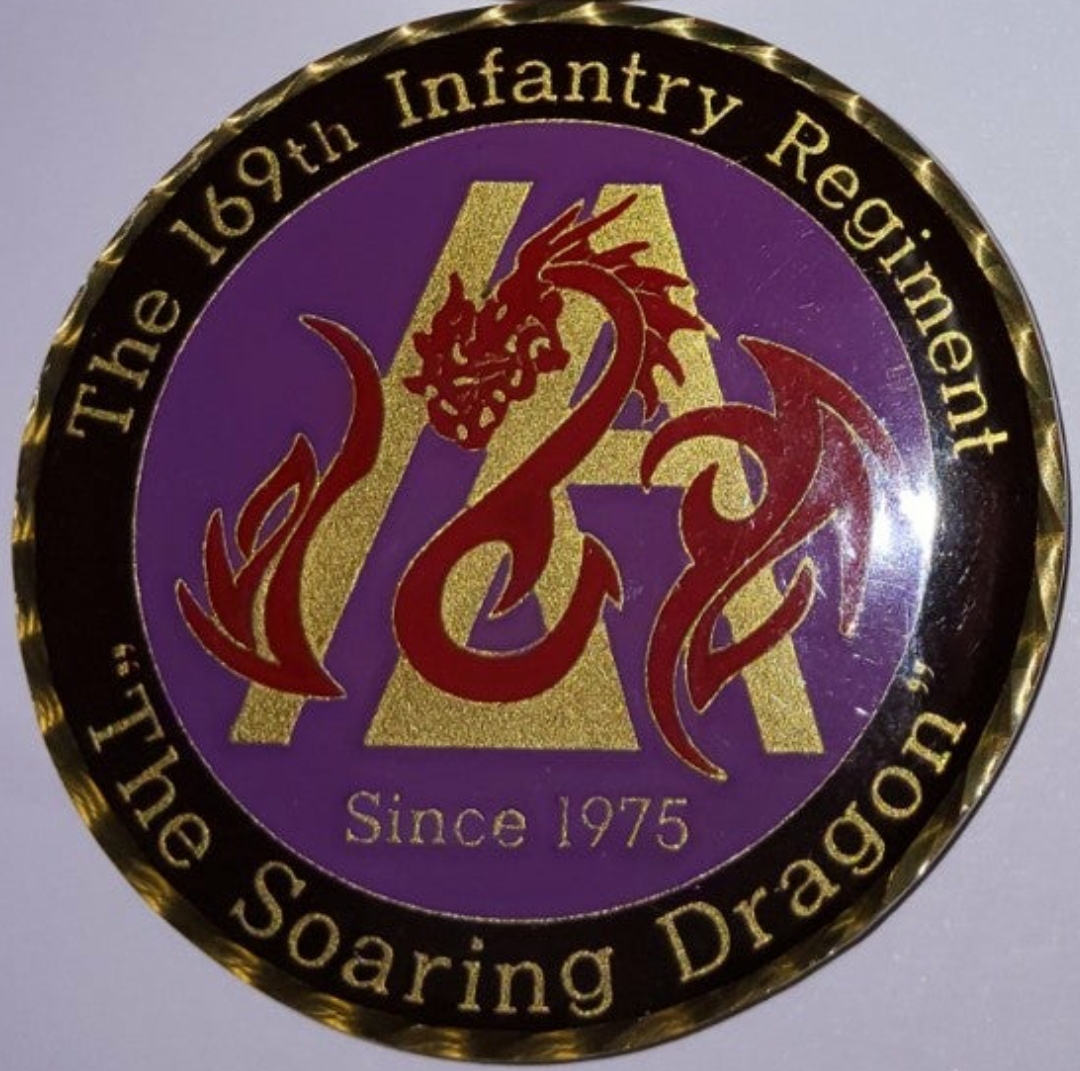 The 169th Infantry Regiment
Since 1975
“The Soaring Dragon”